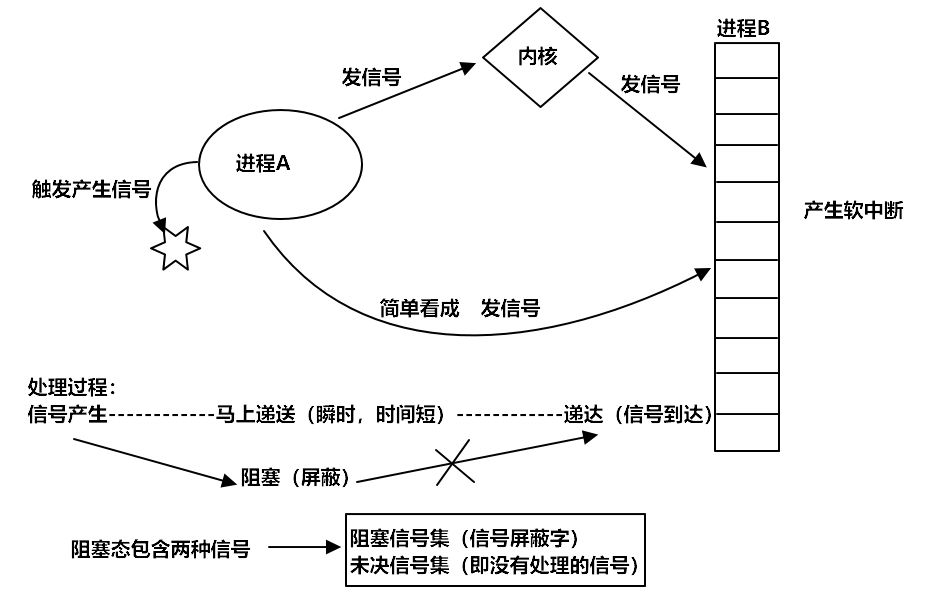 进程B
内核
发信号
发信号
进程A
触发产生信号
产生软中断
简单看成 发信号
处理过程：
信号产生------------马上递送（瞬时，时间短）------------递达（信号到达）
阻塞（屏蔽）
阻塞态包含两种信号
阻塞信号集（信号屏蔽字）
未决信号集（即没有处理的信号）